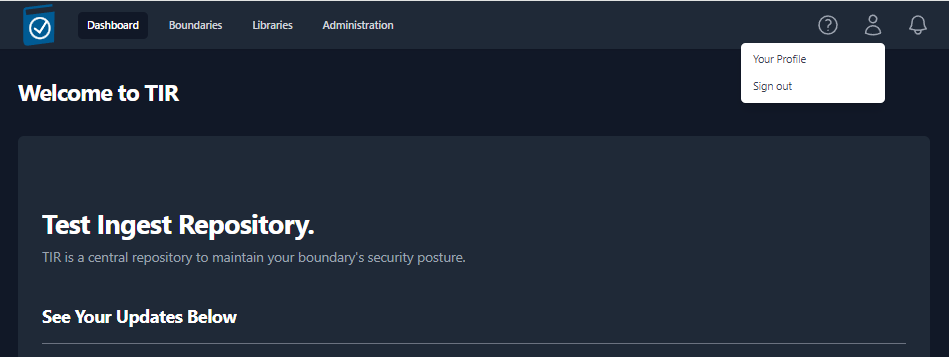 Dashboard
Boundaries
Libraries
Administration
Your Profile
Sign out
Welcome to TIR
Test Ingest Repository.
TIR is a central repository to maintain your boundary's security posture.
See Your Updates Below